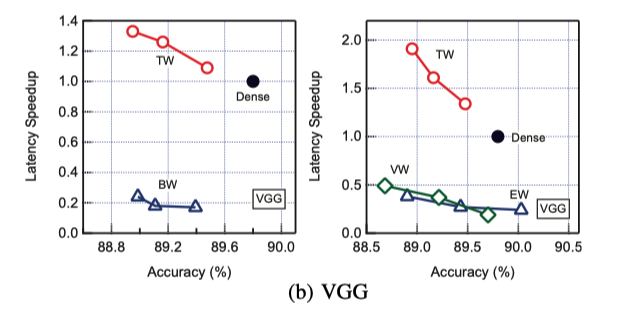 1.4
1.2
1.0
0.8
0.6
0.4
0.2
0.0
Latency Speedup
TW
Dense
BW
VGG
88.8 89.2 89.6 90.0
Accuracy (%)
2.0
1.5
1.0
0.5
0.0
Latency Speedup
TW
Dense
VW
EW
VGG
88.5 89.0 89.5 90.0 90.5
Accuracy (%)
(b) VGG